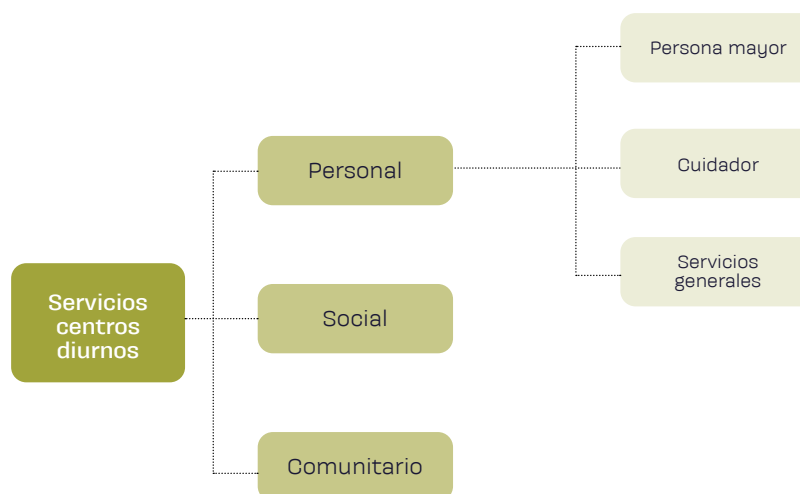 Servicios
centros
diurnos
Personal
Social
Comunitario
Persona mayor
Cuidador
Servicios
generales